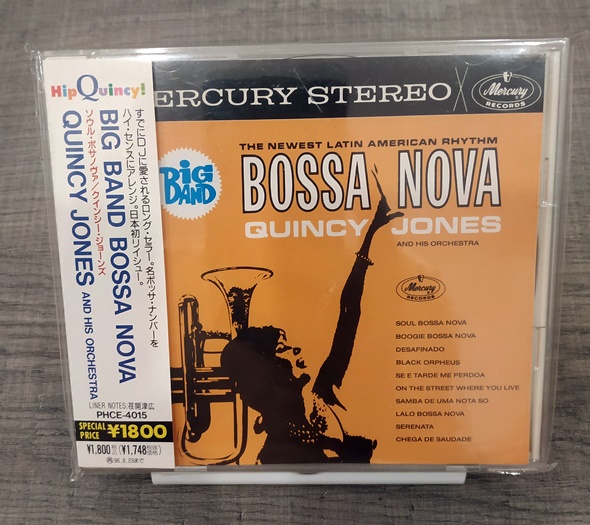 HipQuincy!
すでにDJに愛されるロング・セラー。名ボッサ・ナンバーを
ハイ・センスにアレンジ。日本初リイシュー。
BIG BAND BOSSA NOVA
ソウル・ボサノヴァ/クインシー・ジョーンズ
QUINCY JONES AND HIS ORCHESTRA
LINER NOTES:若杉実
PHCE-4015
SPECIAL PRICE ¥1800
ERCURY STEREO
Mercury
RECORDS
THE NEWEST LATIN AMERICAN RHYTHM
BIG BAND
BOSSA NOVA
QUINCY JONES
AND HIS ORCHESTRA
Mercury
RECORDS
SOUL BOSSA NOVA
BOOGIE BOSSA NOVA
DESAFINADO
BLACK ORPHEUS
SE E TARDE ME PERDOA
ON THE STREET WHERE YOU LIVE
SAMBA DE UMA NOTA SO
LALO BOSSA NOVA
SERENATA
CHEGA DE SAUDADE